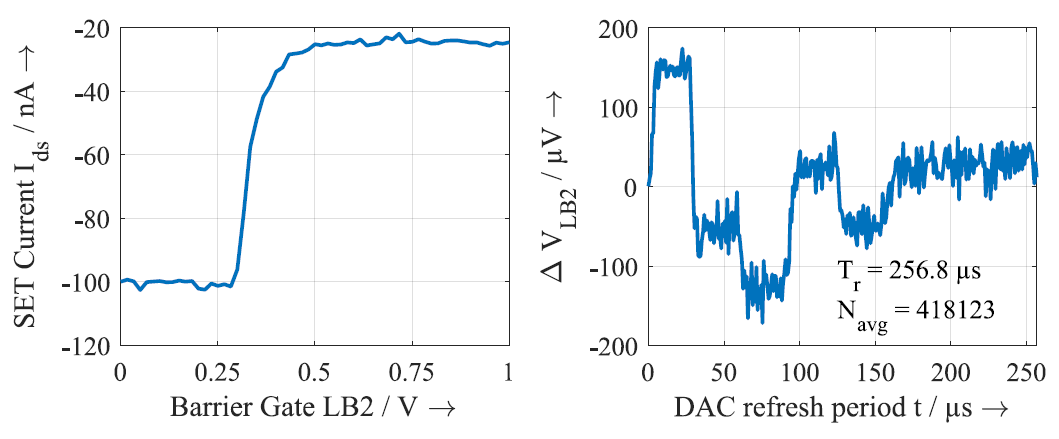 SET Current I_ds / nA →
-20
-40
-60
-80
-100
-120
0 0.25 0.5 0.75 1
Barrier Gate LB2 / V →
Δ V_LB2 / µV →
200
100
0
-100
-200
T_r = 256.8 µs
N_avg = 418123
0 50 100 150 200 250
DAC refresh period t / µs →